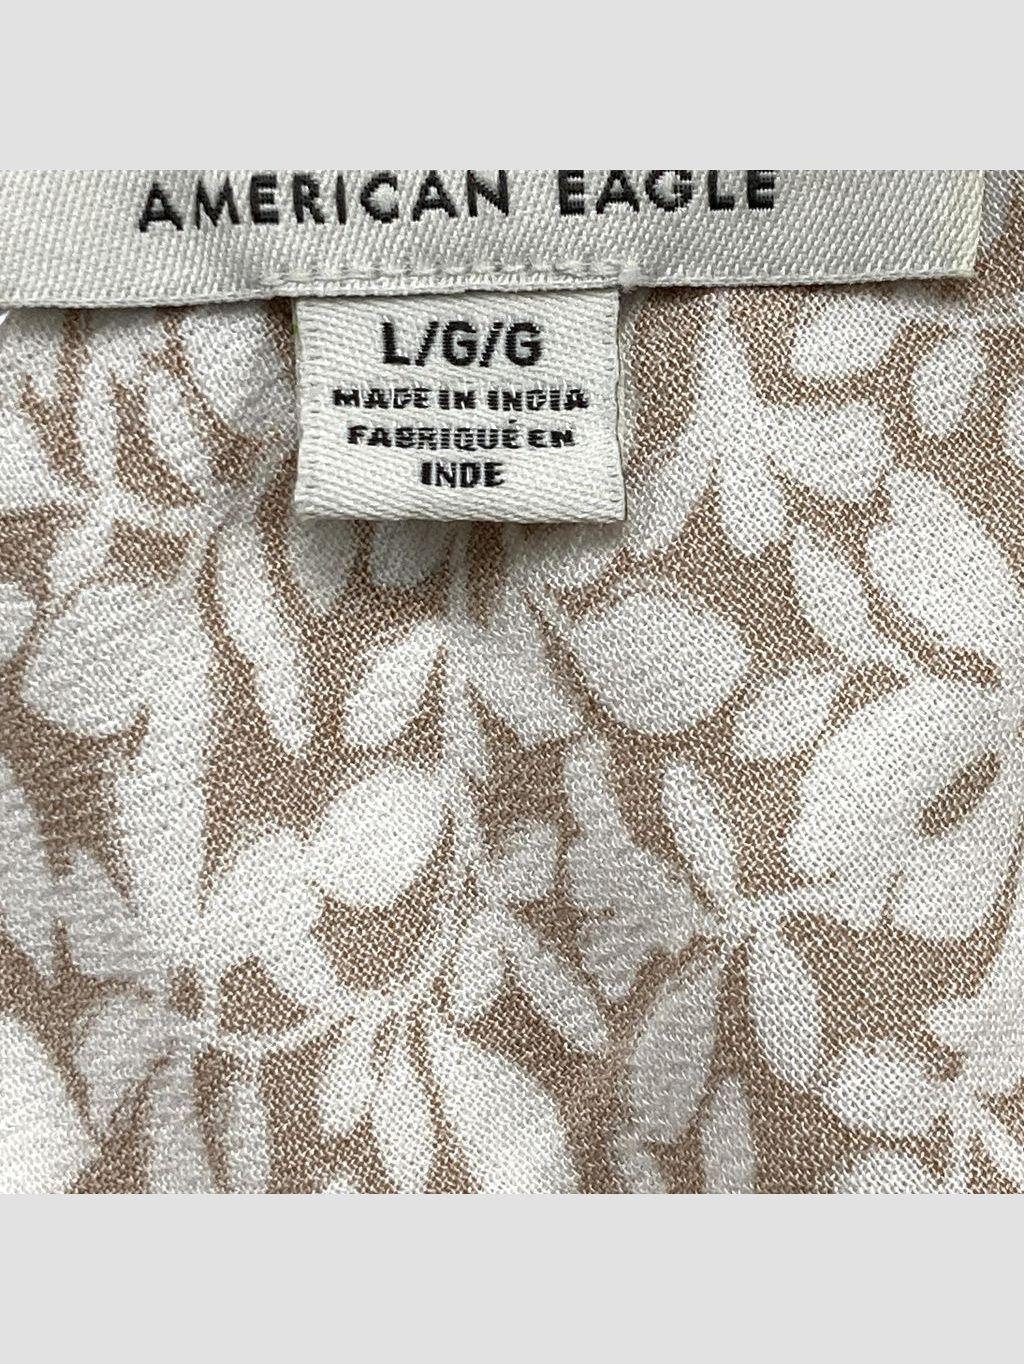 AMERICAN EAGLE
L/G/G
MADE IN INDIA
FABRIQUÉ EN
INDE